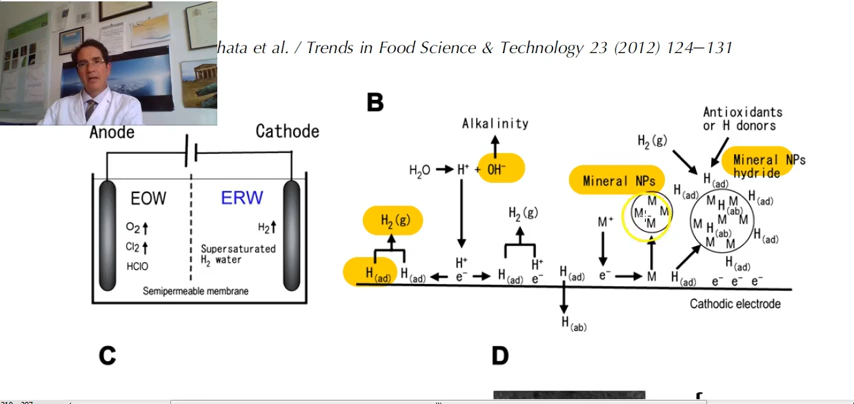 hata et al. / Trends in Food Science & Technology 23 (2012) 124–131
B
Anode
Cathode
EOW
ERW
O2↑
Cl2↑
HClO
H2↑
Supersaturated
H2 water
Semipermeable membrane
Alkalinity
H2O → H+ + OH-
H2(g)
H(ad) H(ad) ← H+ e- → H(ad) H+ e-
H2(g)
H(ad)
H(ab)
Mineral NPs
M M M M
M+
e- → M
H(ad)
Antioxidants
or H donors
H2(g)
Mineral NPs
hydride
H(ad)
H(ad) H(ad)
M H M
(ab)
M M
H(ab)
M M
H(ad)
H(ad)
e- e- e-
Cathodic electrode
C
D